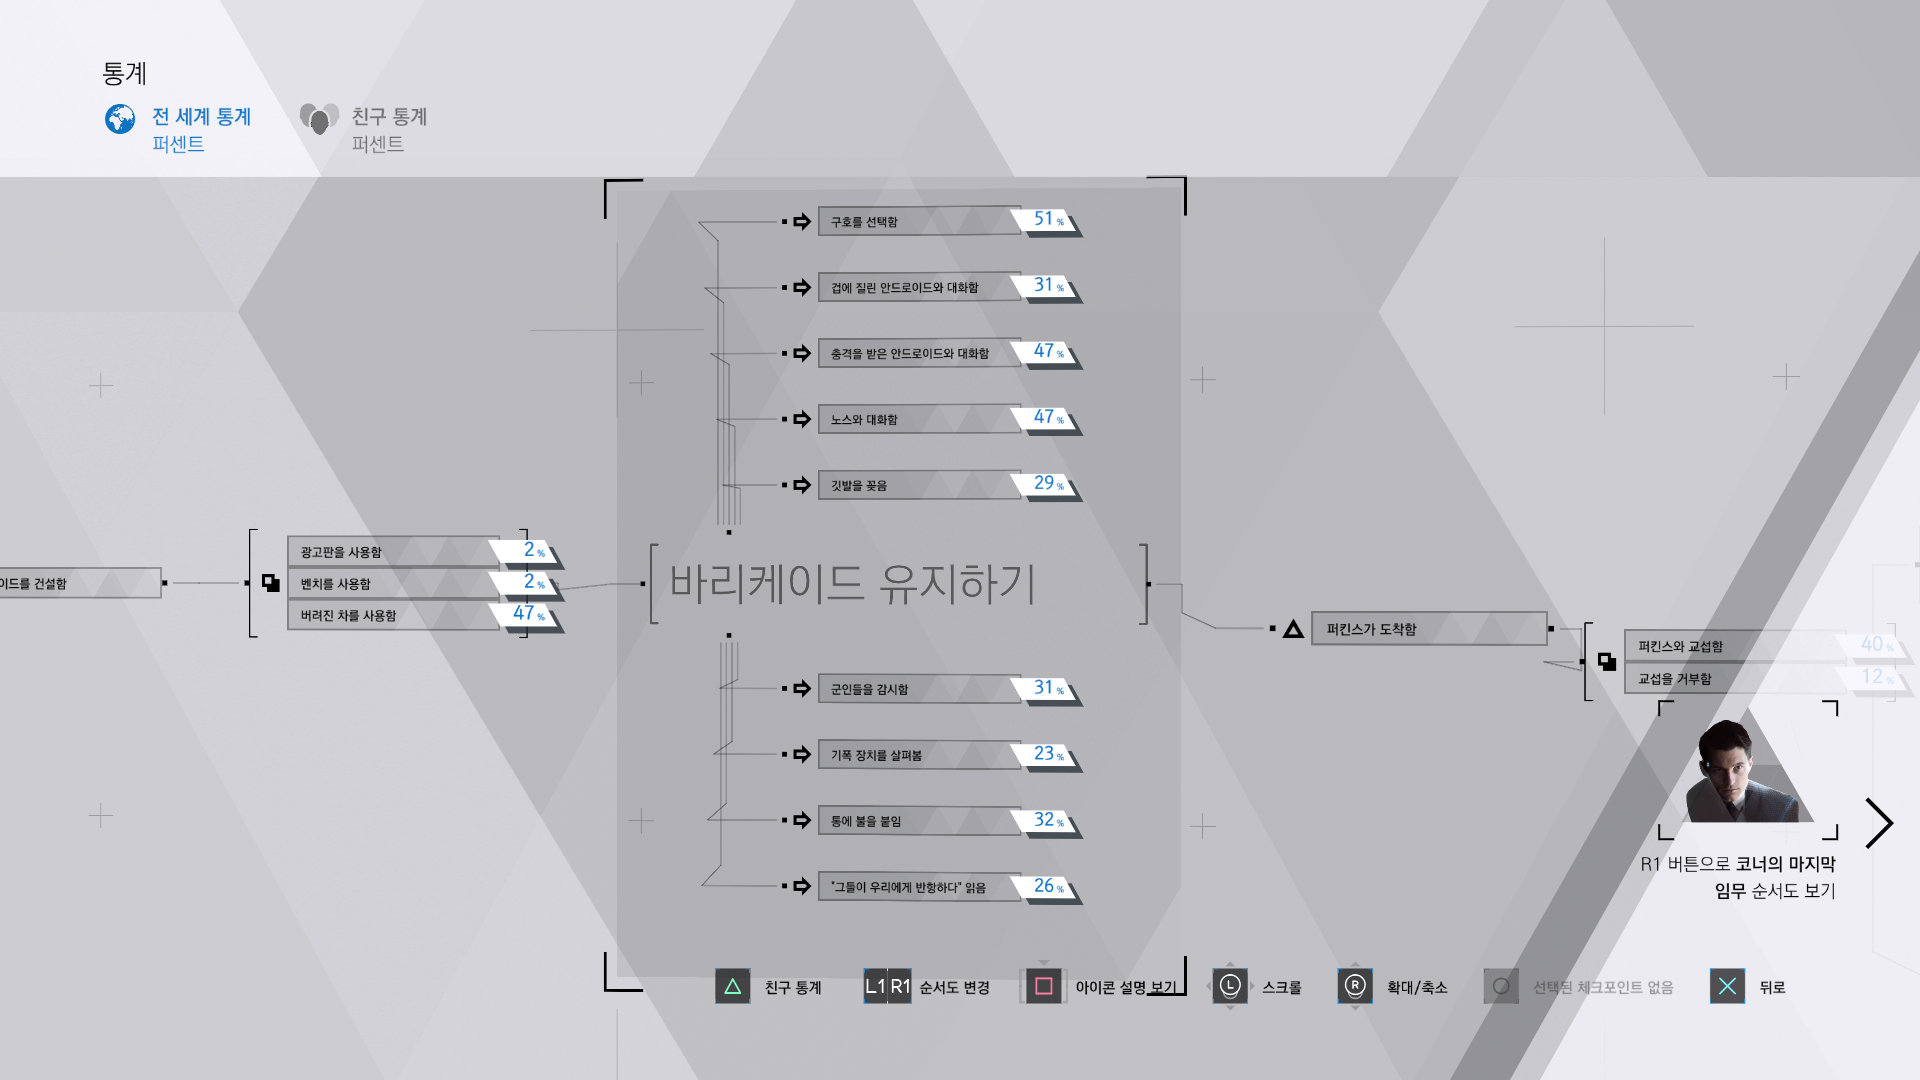 통계
전 세계 통계
퍼센트
친구 통계
퍼센트
구호를 선택함 51%
겁에 질린 안드로이드와 대화함 31%
충격을 받은 안드로이드와 대화함 47%
노스와 대화함 47%
깃발을 꽂음 29%
이드를 건설함
광고판을 사용함 2%
벤치를 사용함 2%
버려진 차를 사용함 47%
바리케이드 유지하기
퍼킨스가 도착함
퍼킨스와 교섭함 40%
교섭을 거부함 12%
군인들을 감시함 31%
기폭 장치를 살펴봄 23%
통에 불을 붙임 32%
"그들이 우리에게 반항하다" 읽음 26%
R1 버튼으로 코너의 마지막
임무 순서도 보기
친구 통계
L1 R1 순서도 변경
아이콘 설명 보기
L 스크롤
R 확대/축소
선택된 체크포인트 없음
뒤로